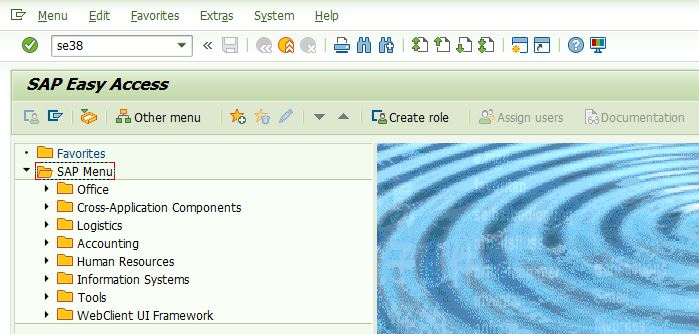 Menu Edit Favorites Extras System Help
se38
SAP Easy Access
Other menu Create role Assign users Documentation
Favorites
SAP Menu
Office
Cross-Application Components
Logistics
Accounting
Human Resources
Information Systems
Tools
WebClient UI Framework